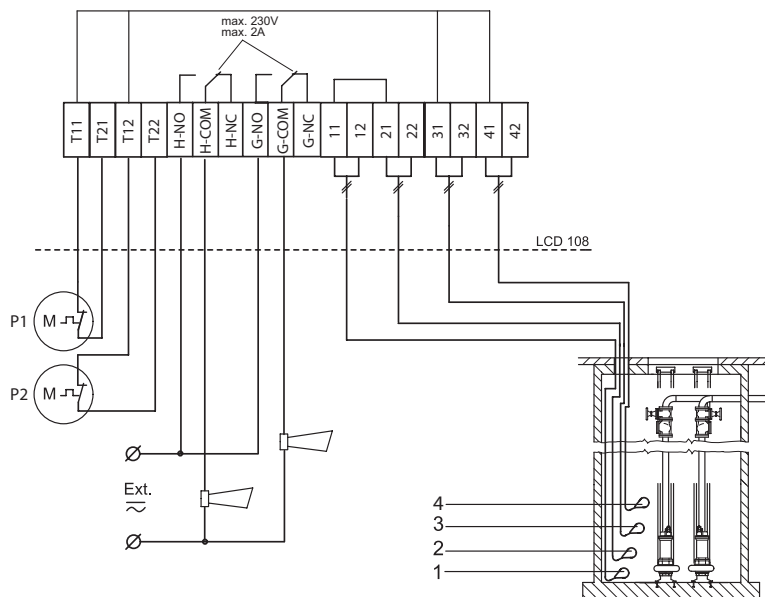 max. 230V
max. 2A
T11 T21 T12 T22 H-NO H-COM H-NC G-NO G-COM G-NC 11 12 21 22 31 32 41 42
LCD 108
P1 M
P2 M
Ext.
4
3
2
1